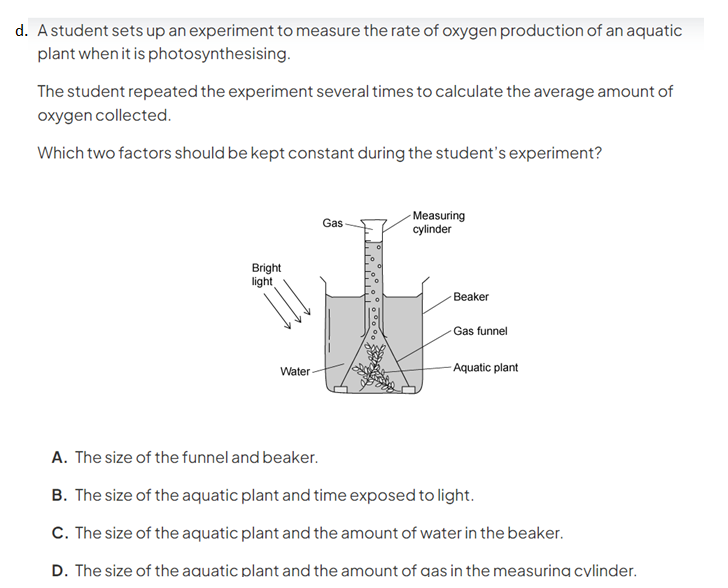 d. A student sets up an experiment to measure the rate of oxygen production of an aquatic
plant when it is photosynthesising.
The student repeated the experiment several times to calculate the average amount of
oxygen collected.
Which two factors should be kept constant during the student's experiment?
Gas
Measuring
cylinder
Bright
light
Beaker
Gas funnel
Water
Aquatic plant
A. The size of the funnel and beaker.
B. The size of the aquatic plant and time exposed to light.
C. The size of the aquatic plant and the amount of water in the beaker.
D. The size of the aquatic plant and the amount of gas in the measuring cylinder.